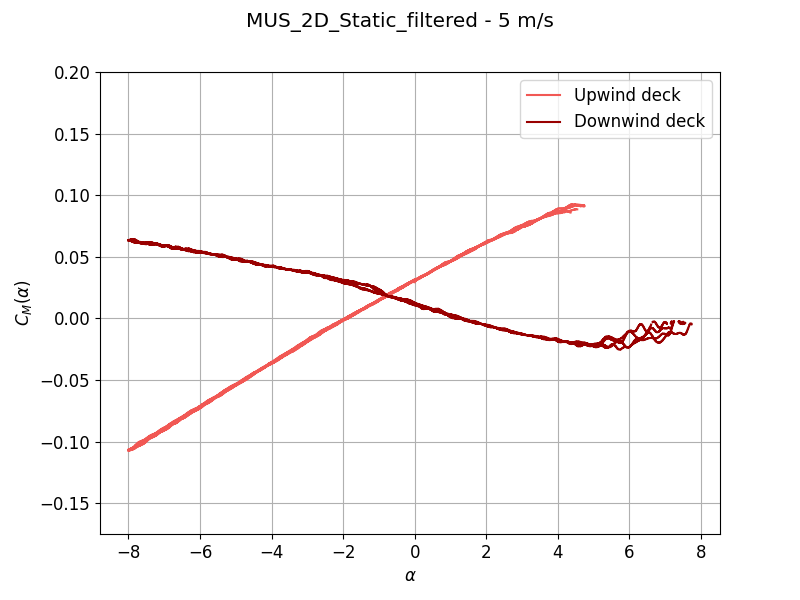 MUS_2D_Static_filtered - 5 m/s
Upwind deck
Downwind deck
0.20
0.15
0.10
0.05
0.00
−0.05
−0.10
−0.15
C_M(α)
−8 −6 −4 −2 0 2 4 6 8
α